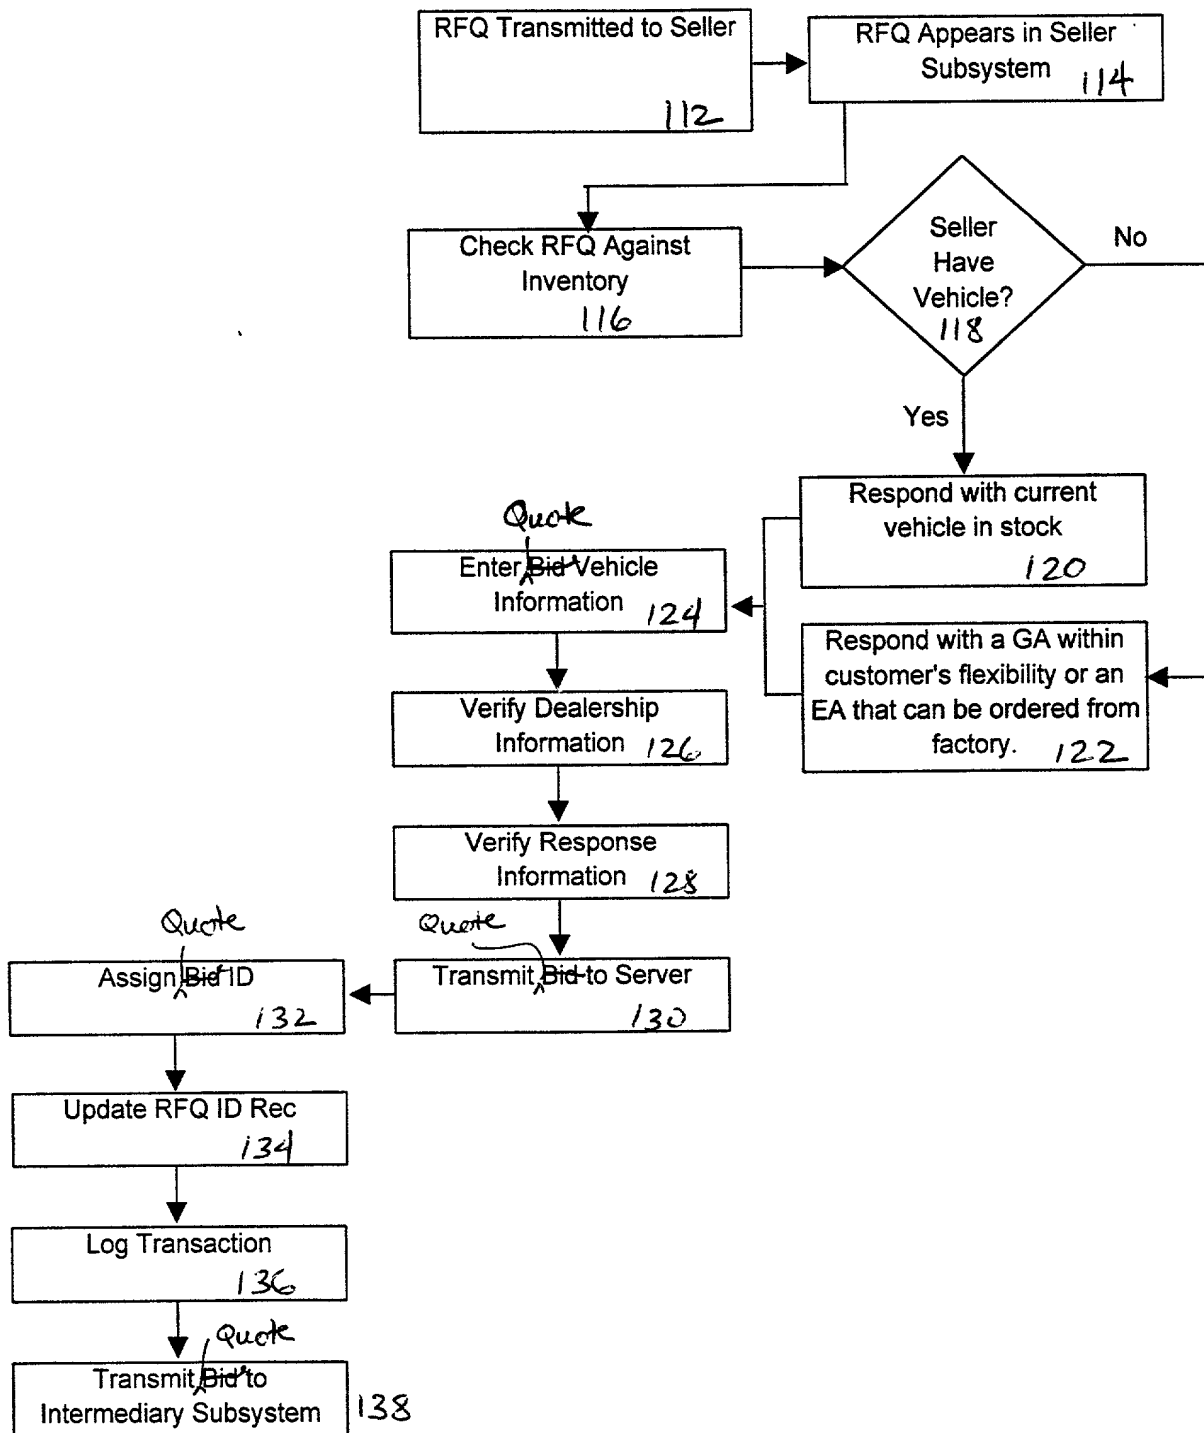 RFQ Transmitted to Seller
112
RFQ Appears in Seller
Subsystem
114
Check RFQ Against
Inventory
116
Seller
Have
Vehicle?
118
No
Yes
Respond with current
vehicle in stock
120
Respond with a GA within
customer's flexibility or an
EA that can be ordered from
factory.
122
Quote
Enter Bid Vehicle
Information
124
Verify Dealership
Information
126
Verify Response
Information
128
Quote
Transmit Bid to Server
130
Quote
Assign Bid ID
132
Update RFQ ID Rec
134
Log Transaction
136
Quote
Transmit Bid to
Intermediary Subsystem
138